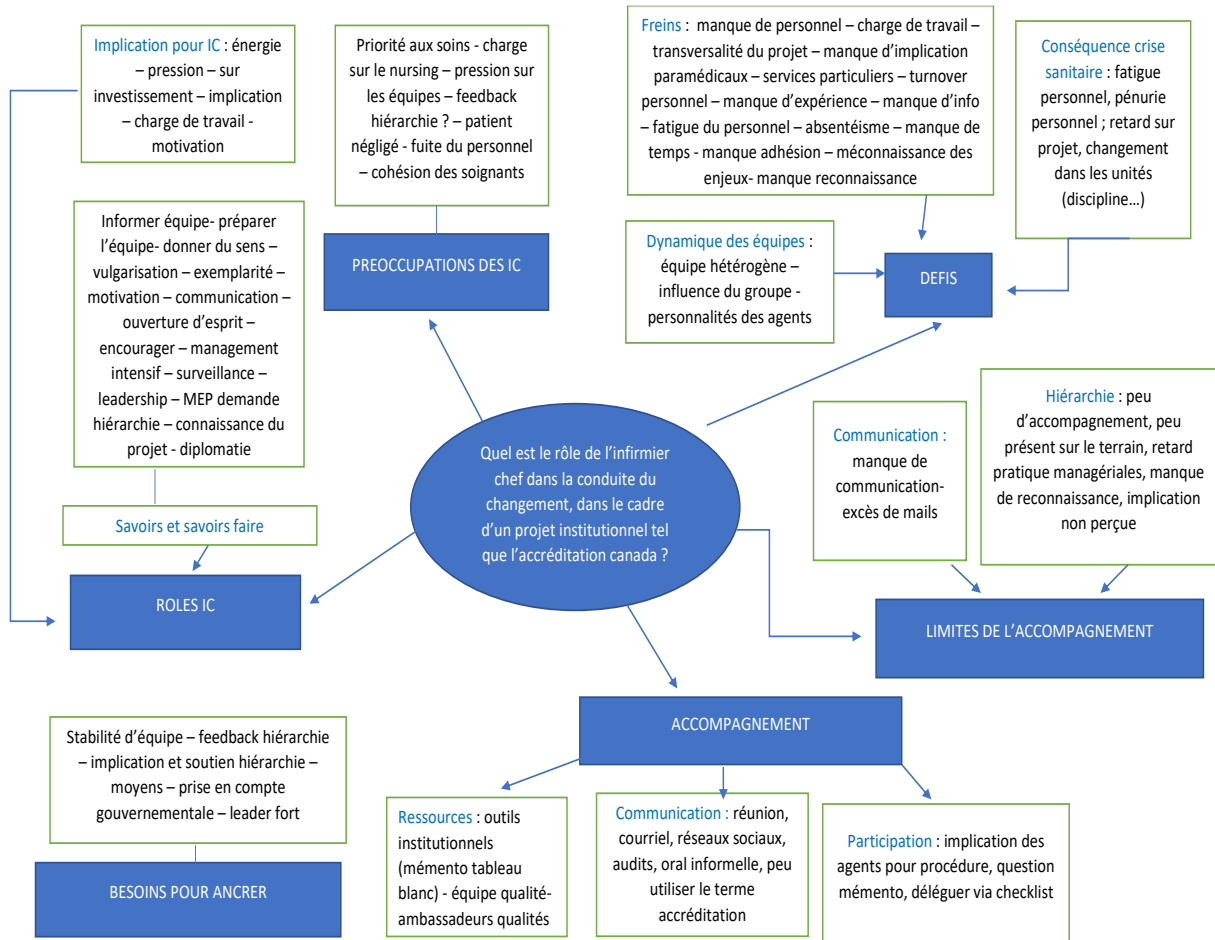 Implication pour IC : énergie
– pression – sur
investissement – implication
– charge de travail -
motivation
Priorité aux soins - charge
sur le nursing – pression sur
les équipes – feedback
hiérarchie ? – patient
négligé - fuite du personnel
– cohésion des soignants
Freins : manque de personnel – charge de travail –
transversalité du projet – manque d'implication
paramédicaux – services particuliers – turnover
personnel – manque d'expérience – manque d'info
– fatigue du personnel – absentéisme – manque de
temps - manque adhésion – méconnaissance des
enjeux- manque reconnaissance
Conséquence crise
sanitaire : fatigue
personnel, pénurie
personnel ; retard sur
projet, changement
dans les unités
(discipline…)
Informer équipe- préparer
l'équipe- donner du sens –
vulgarisation – exemplarité –
motivation – communication –
ouverture d'esprit –
encourager – management
intensif – surveillance –
leadership – MEP demande
hiérarchie – connaissance du
projet - diplomatie
PREOCCUPATIONS DES IC
Dynamique des équipes :
équipe hétérogène –
influence du groupe -
personnalités des agents
DEFIS
Savoirs et savoirs faire
ROLES IC
Quel est le rôle de l'infirmier
chef dans la conduite du
changement, dans le cadre
d'un projet institutionnel tel
que l'accréditation canada ?
Communication :
manque de
communication-
excès de mails
Hiérarchie : peu
d'accompagnement, peu
présent sur le terrain, retard
pratique managériales, manque
de reconnaissance, implication
non perçue
LIMITES DE L'ACCOMPAGNEMENT
ACCOMPAGNEMENT
Stabilité d'équipe – feedback hiérarchie
– implication et soutien hiérarchie –
moyens – prise en compte
gouvernementale – leader fort
BESOINS POUR ANCRER
Ressources : outils
institutionnels
(mémento tableau
blanc) - équipe qualité-
ambassadeurs qualités
Communication : réunion,
courriel, réseaux sociaux,
audits, oral informelle, peu
utiliser le terme
accréditation
Participation : implication des
agents pour procédure, question
mémento, déléguer via checklist